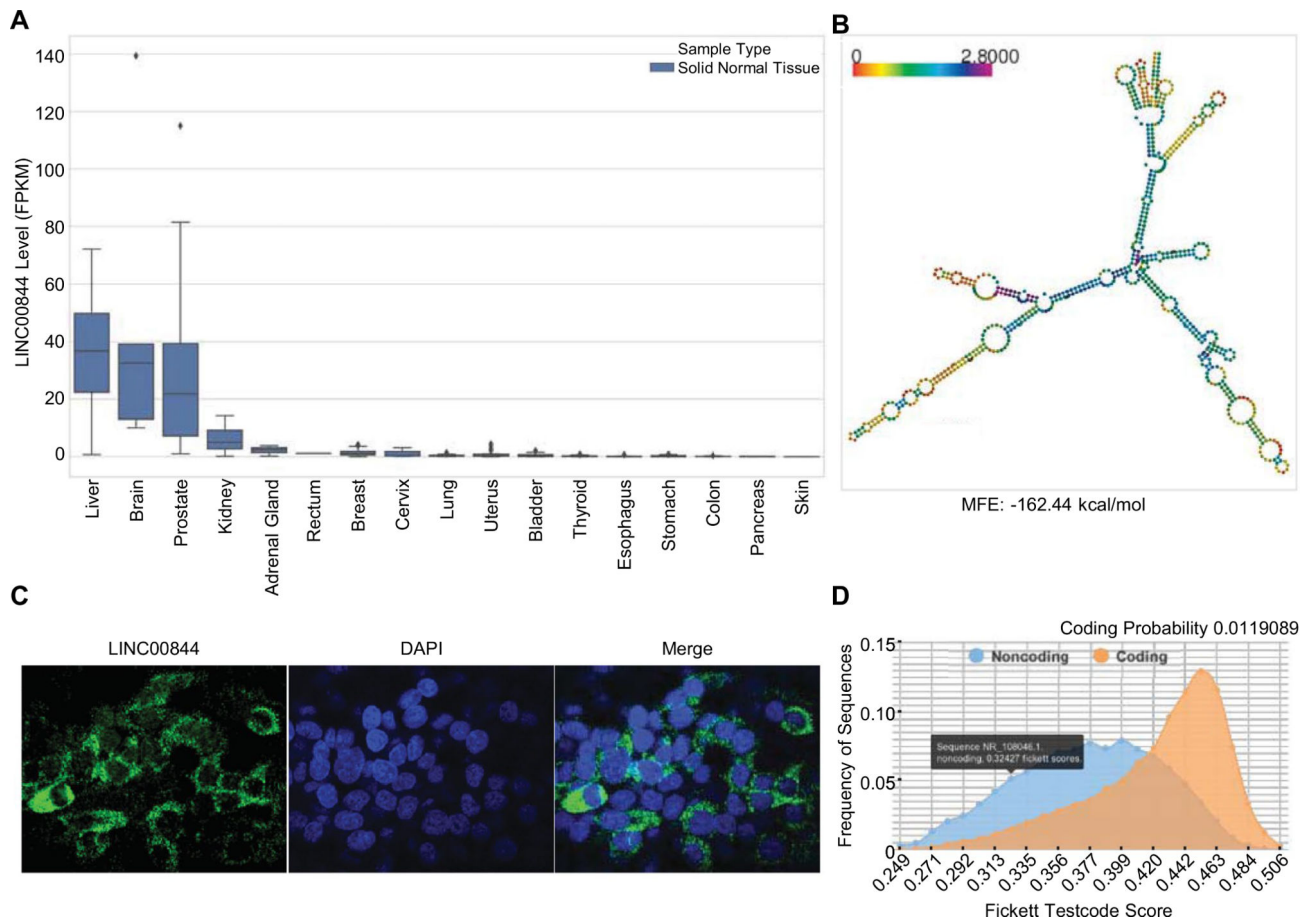 A
Sample Type
Solid Normal Tissue
LINC00844 Level (FPKM)
140
120
100
80
60
40
20
0
Liver
Brain
Prostate
Kidney
Adrenal Gland
Rectum
Breast
Cervix
Lung
Uterus
Bladder
Thyroid
Esophagus
Stomach
Colon
Pancreas
Skin
B
0
2.8000
MFE: -162.44 kcal/mol
C
LINC00844
DAPI
Merge
D
Coding Probability 0.0119089
Noncoding
Coding
Frequency of Sequences
0.15
0.10
0.05
0
Sequence NR_108046.1.
noncoding, 0.32427 fickett scores.
0.249
0.271
0.292
0.313
0.335
0.356
0.377
0.399
0.420
0.442
0.463
0.484
0.506
Fickett Testcode Score